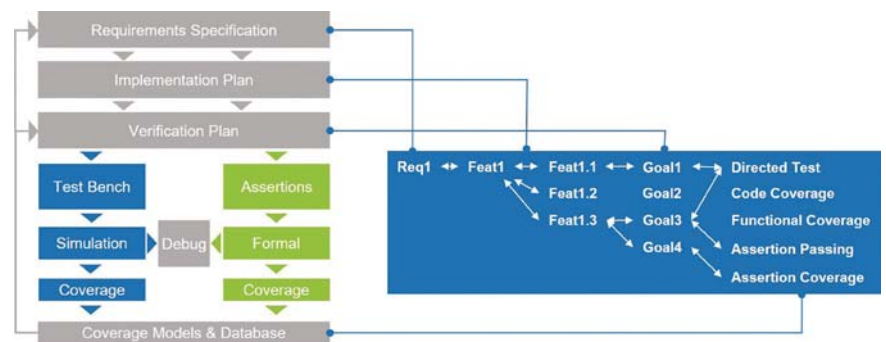 Requirements Specification
Implementation Plan
Verification Plan
Test Bench
Assertions
Simulation
Debug
Formal
Coverage
Coverage
Coverage Models & Database
Req1 Feat1 Feat1.1 Goal1 Directed Test
Feat1.2 Goal2 Code Coverage
Feat1.3 Goal3 Functional Coverage
Goal4 Assertion Passing
Assertion Coverage